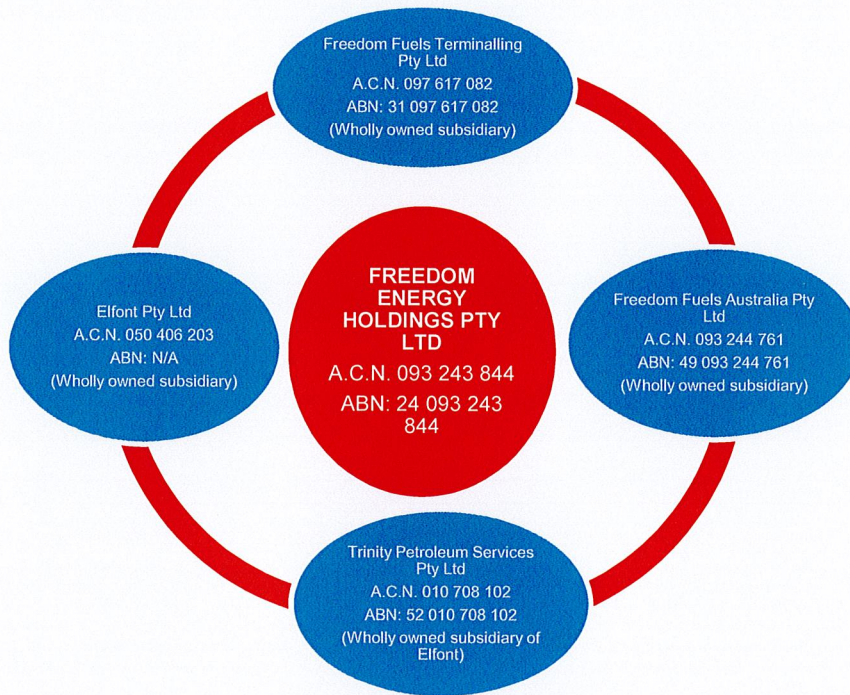 Freedom Fuels Terminalling
Pty Ltd
A.C.N. 097 617 082
ABN: 31 097 617 082
(Wholly owned subsidiary)
Elfont Pty Ltd
A.C.N. 050 406 203
ABN: N/A
(Wholly owned subsidiary)
FREEDOM
ENERGY
HOLDINGS PTY
LTD
A.C.N. 093 243 844
ABN: 24 093 243
844
Freedom Fuels Australia Pty
Ltd
A.C.N. 093 244 761
ABN: 49 093 244 761
(Wholly owned subsidiary)
Trinity Petroleum Services
Pty Ltd
A.C.N. 010 708 102
ABN: 52 010 708 102
(Wholly owned subsidiary of
Elfont)